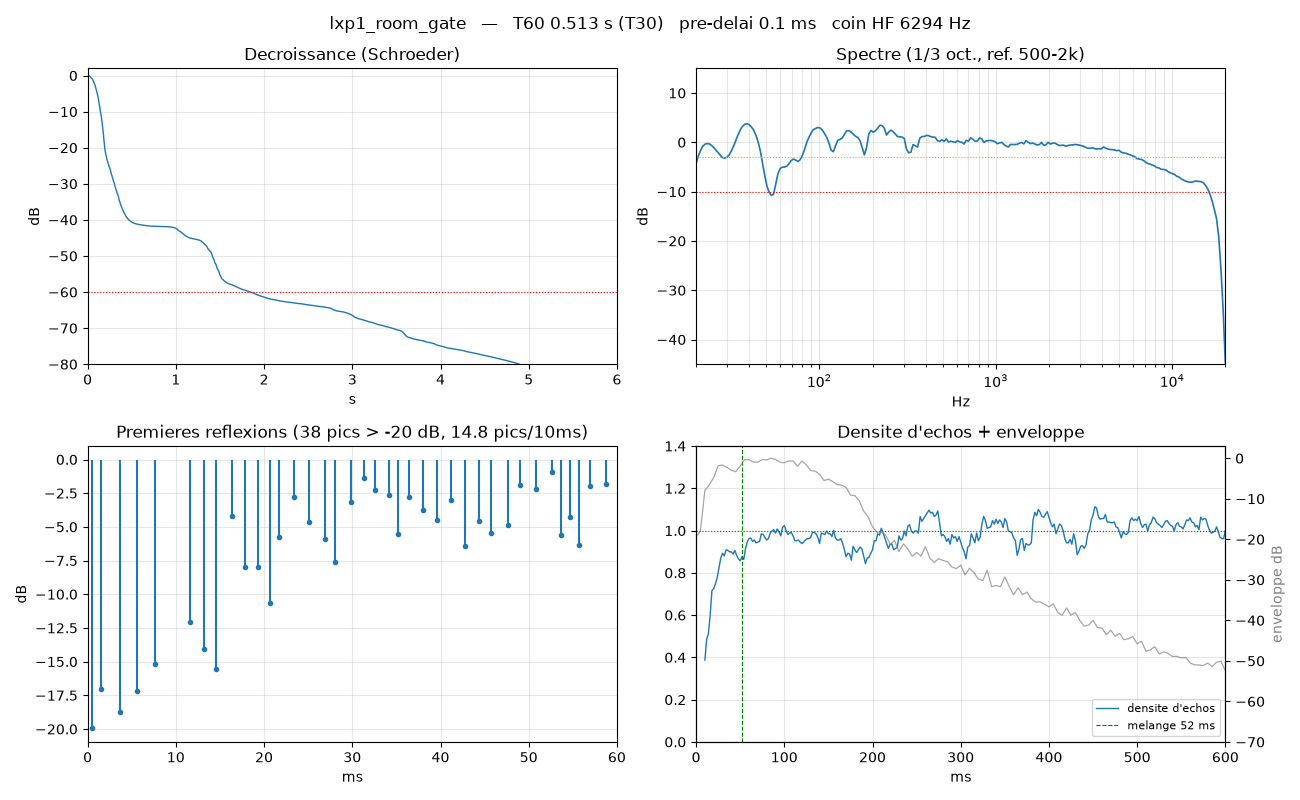 lxp1_room_gate — T60 0.513 s (T30) pre-delai 0.1 ms coin HF 6294 Hz
Decroissance (Schroeder)
0
−10
−20
−30
−40
−50
−60
−70
−80
dB
0 1 2 3 4 5 6
s
Spectre (1/3 oct., ref. 500-2k)
10
0
−10
−20
−30
−40
dB
10² 10³ 10⁴
Hz
Premieres reflexions (38 pics > -20 dB, 14.8 pics/10ms)
0.0
−2.5
−5.0
−7.5
−10.0
−12.5
−15.0
−17.5
−20.0
dB
0 10 20 30 40 50 60
ms
Densite d'echos + enveloppe
1.4
1.2
1.0
0.8
0.6
0.4
0.2
0.0
0
−10
−20
−30
−40
−50
−60
−70
enveloppe dB
densite d'echos
melange 52 ms
0 100 200 300 400 500 600
ms